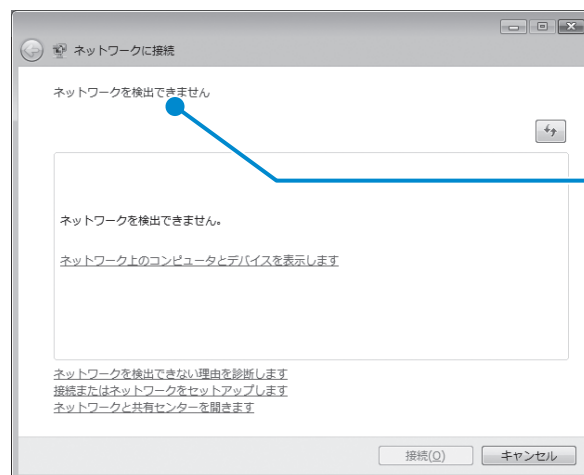 ネットワークに接続
ネットワークを検出できません
ネットワークを検出できません。
ネットワーク上のコンピュータとデバイスを表示します
ネットワークを検出できない理由を診断します
接続またはネットワークをセットアップします
ネットワークと共有センターを開きます
接続(O)
キャンセル